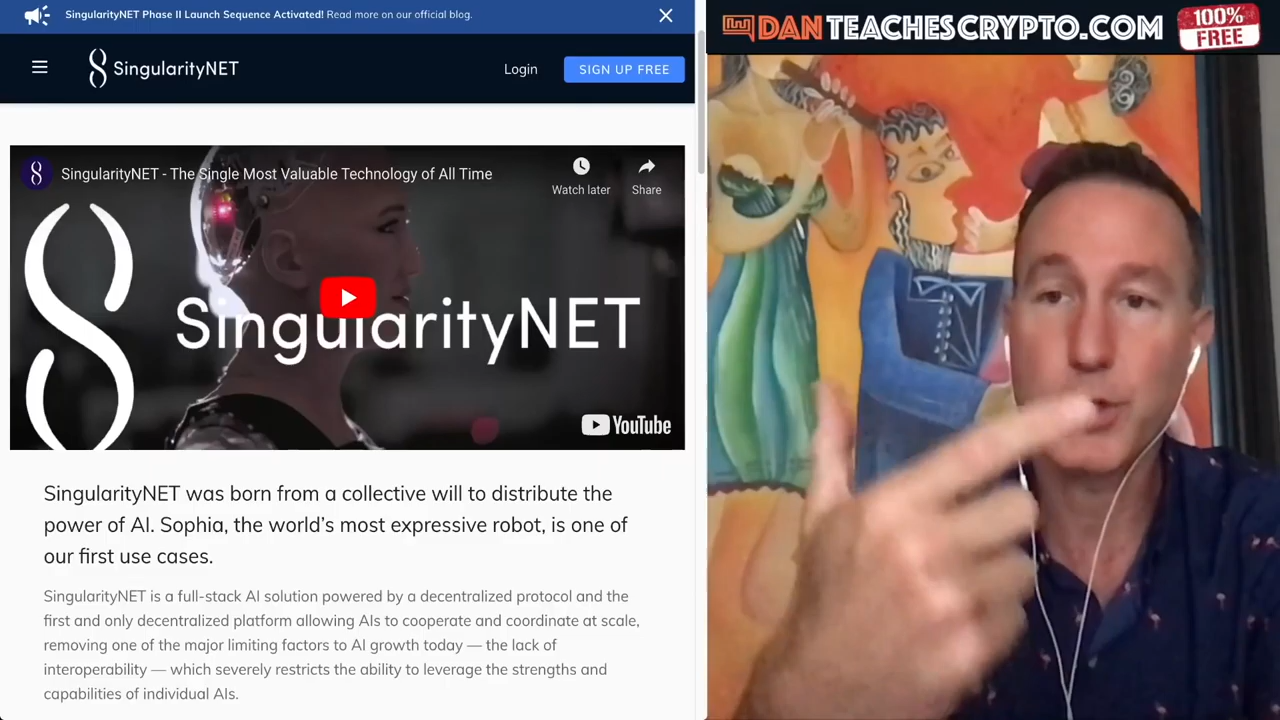 SingularityNET Phase II Launch Sequence Activated! Read more on our official blog.
SingularityNET
Login
SIGN UP FREE
SingularityNET - The Single Most Valuable Technology of All Time
Watch later
Share
SingularityNET
YouTube
SingularityNET was born from a collective will to distribute the
power of AI. Sophia, the world's most expressive robot, is one of
our first use cases.
SingularityNET is a full-stack AI solution powered by a decentralized protocol and the
first and only decentralized platform allowing AIs to cooperate and coordinate at scale,
removing one of the major limiting factors to AI growth today — the lack of
interoperability — which severely restricts the ability to leverage the strengths and
capabilities of individual AIs.
DANTEACHESCRYPTO.COM
100%
FREE